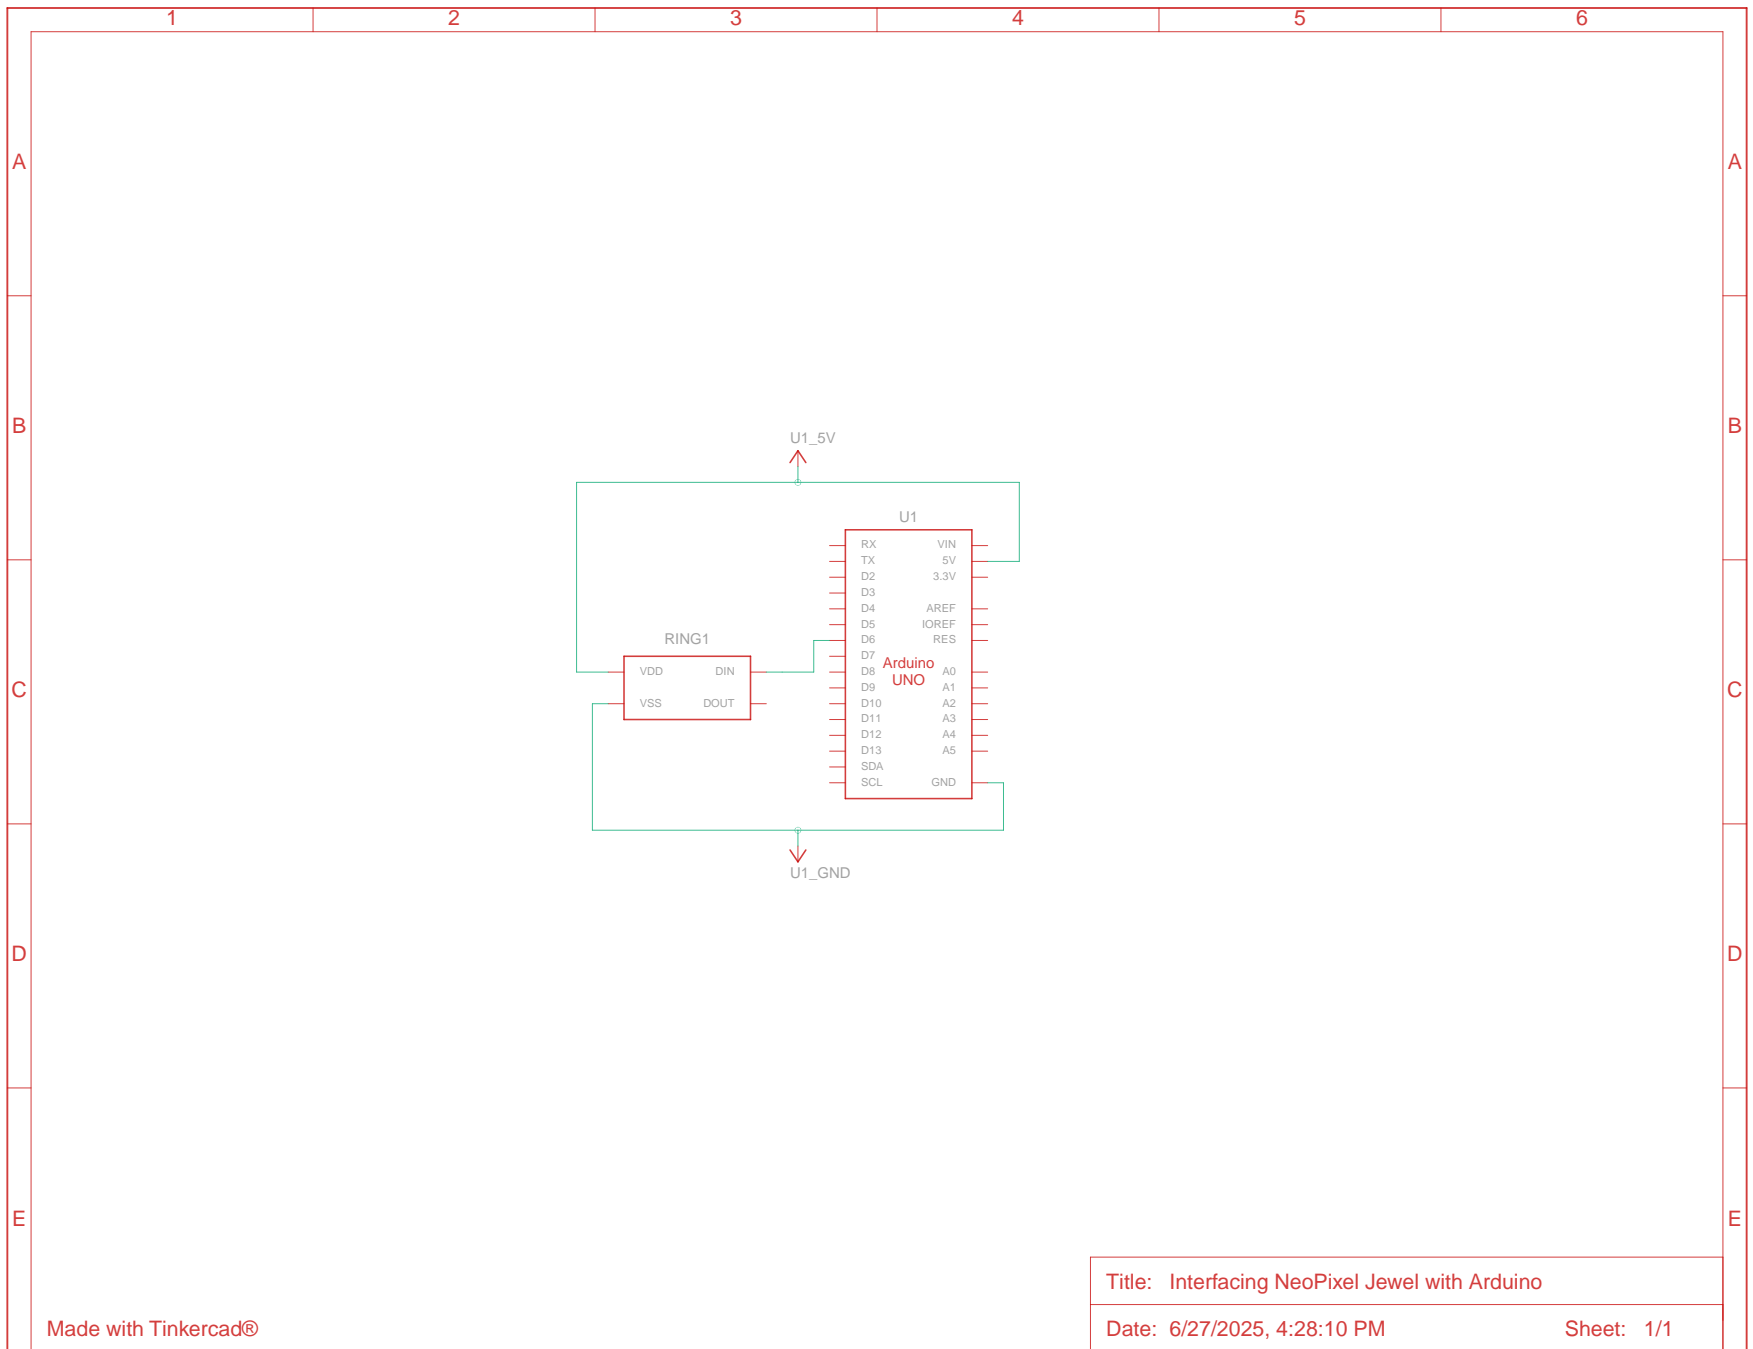 1 2 3 4 5 6
A A
B B
U1_5V
U1
RX VIN
TX 5V
D2 3.3V
D3
D4 AREF
D5 IOREF
D6 RES
D7
Arduino
UNO
D8 A0
D9 A1
D10 A2
D11 A3
D12 A4
D13 A5
SDA
SCL GND
RING1
VDD DIN
VSS DOUT
C C
U1_GND
D D
E E
Title: Interfacing NeoPixel Jewel with Arduino
Made with Tinkercad®
Date: 6/27/2025, 4:28:10 PM Sheet: 1/1